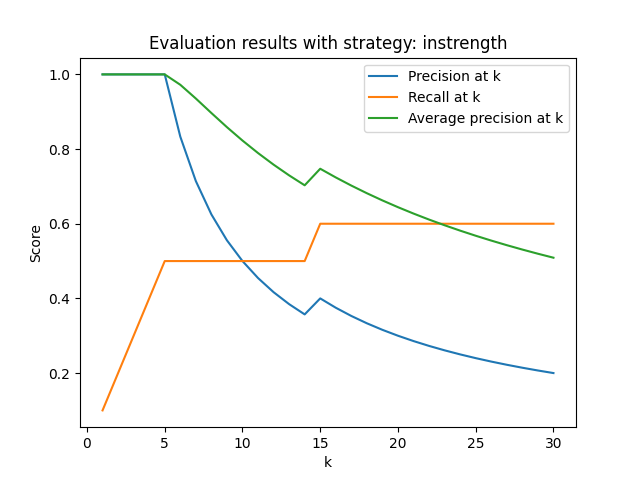 Evaluation results with strategy: instrength
Precision at k
Recall at k
Average precision at k
Score
1.0
0.8
0.6
0.4
0.2
0 5 10 15 20 25 30
k